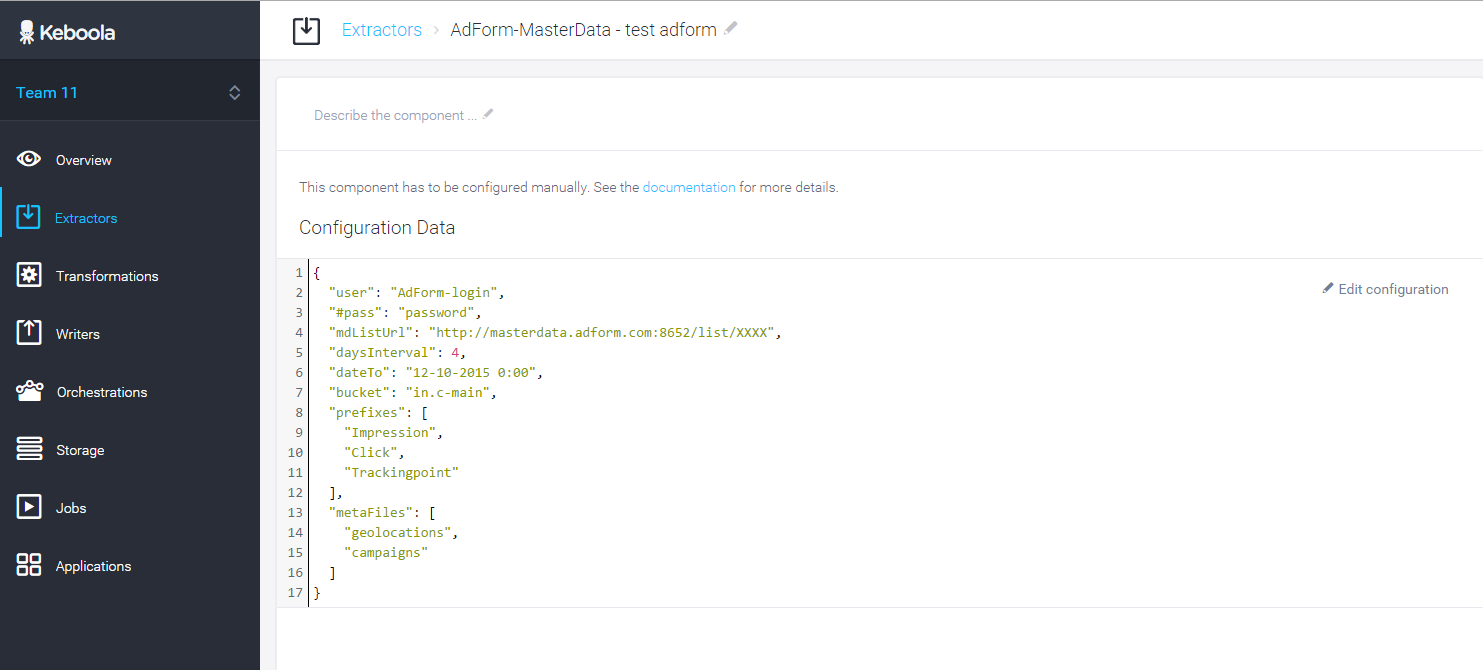 Keboola
Team 11
Overview
Extractors
Transformations
Writers
Orchestrations
Storage
Jobs
Applications
Extractors › AdForm-MasterData - test adform
Describe the component ...
This component has to be configured manually. See the documentation for more details.
Configuration Data
Edit configuration
1 {
2 "user": "AdForm-login",
3 "#pass": "password",
4 "mdListUrl": "http://masterdata.adform.com:8652/list/XXXX",
5 "daysInterval": 4,
6 "dateTo": "12-10-2015 0:00",
7 "bucket": "in.c-main",
8 "prefixes": [
9 "Impression",
10 "Click",
11 "Trackingpoint"
12 ],
13 "metaFiles": [
14 "geolocations",
15 "campaigns"
16 ]
17 }